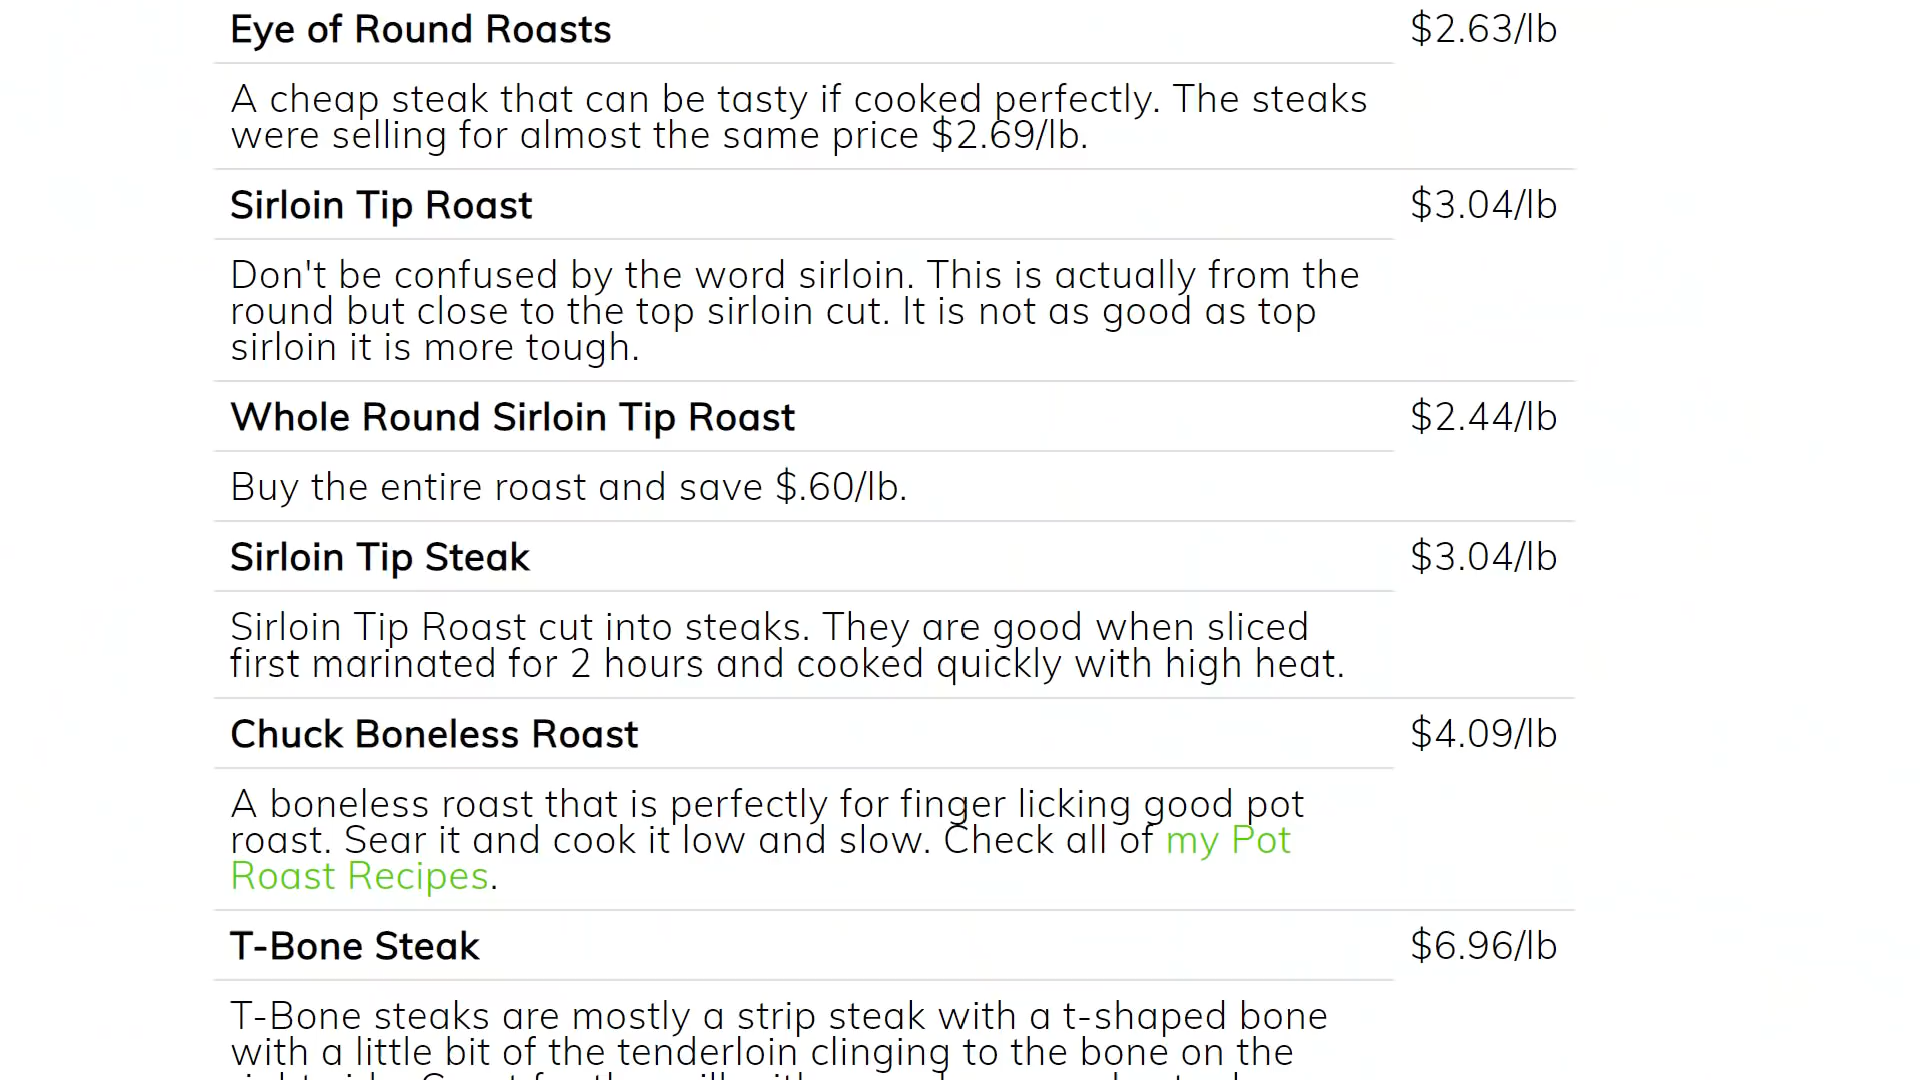 Eye of Round Roasts $2.63/lb
A cheap steak that can be tasty if cooked perfectly. The steaks
were selling for almost the same price $2.69/lb.
Sirloin Tip Roast $3.04/lb
Don't be confused by the word sirloin. This is actually from the
round but close to the top sirloin cut. It is not as good as top
sirloin it is more tough.
Whole Round Sirloin Tip Roast $2.44/lb
Buy the entire roast and save $.60/lb.
Sirloin Tip Steak $3.04/lb
Sirloin Tip Roast cut into steaks. They are good when sliced
first marinated for 2 hours and cooked quickly with high heat.
Chuck Boneless Roast $4.09/lb
A boneless roast that is perfectly for finger licking good pot
roast. Sear it and cook it low and slow. Check all of my Pot
Roast Recipes.
T-Bone Steak $6.96/lb
T-Bone steaks are mostly a strip steak with a t-shaped bone
with a little bit of the tenderloin clinging to the bone on the